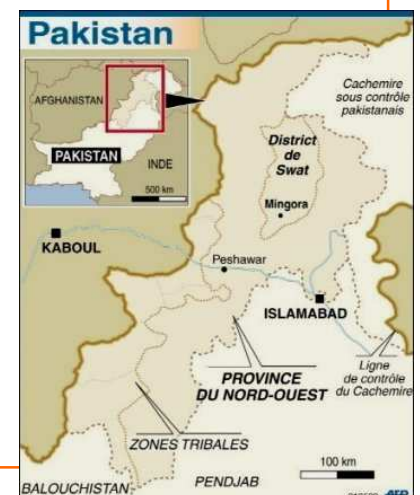 Pakistan
AFGHANISTAN
PAKISTAN
INDE
500 km
Cachemire
sous contrôle
pakistanais
District
de
Swat
Mingora
KABOUL
Peshawar
ISLAMABAD
PROVINCE
DU NORD-OUEST
Ligne
de contrôle
du Cachemire
ZONES TRIBALES
100 km
BALOUCHISTAN
PENDJAB
AFP